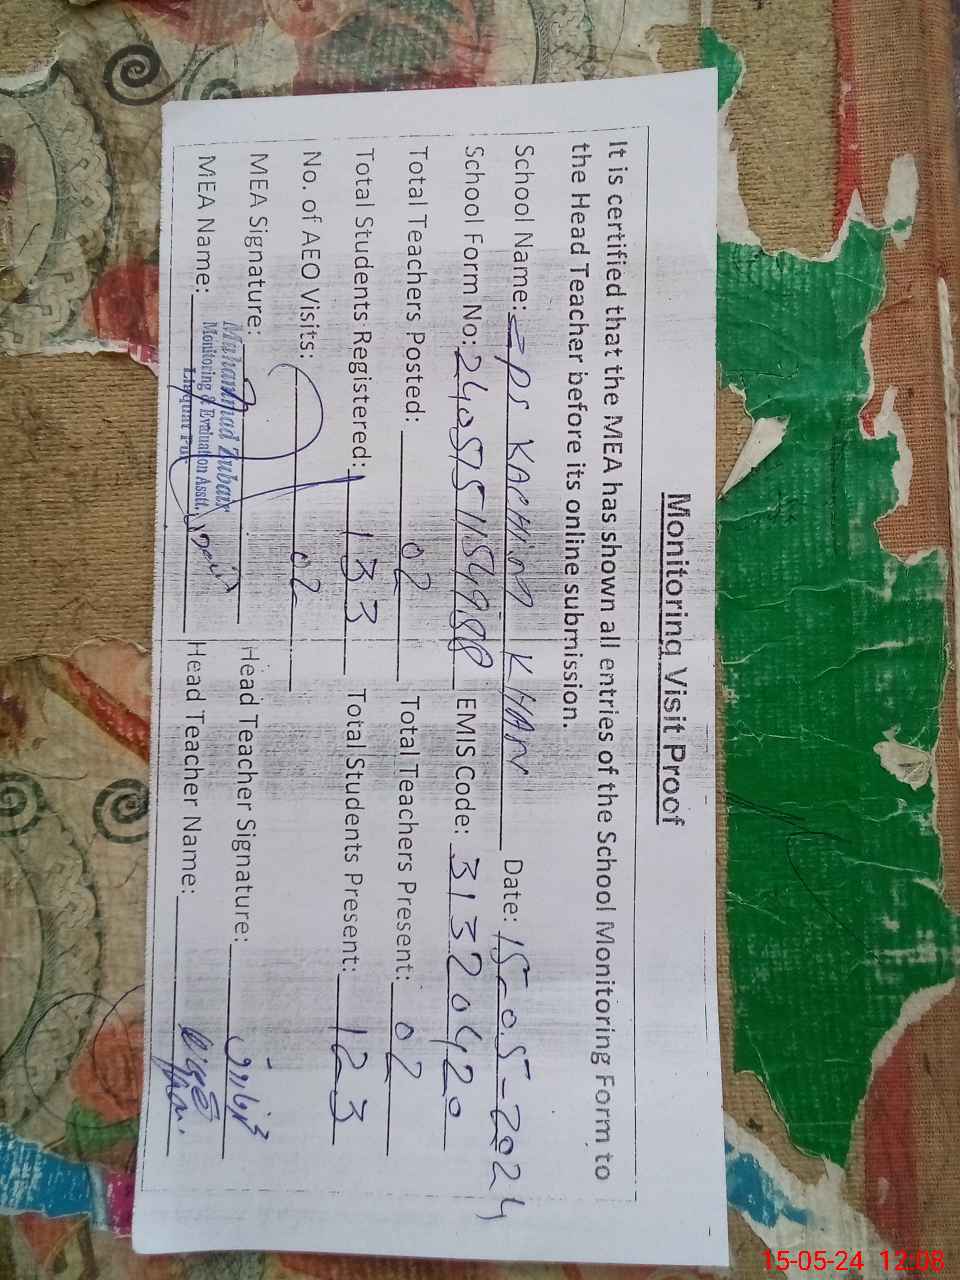 Monitoring Visit Proof
It is certified that the MEA has shown all entries of the School Monitoring Form to
the Head Teacher before its online submission.
School Name: GPS KACHIM KHAN Date: 15-05-2024
School Form No: EMIS Code: 31320420
Total Teachers Posted: 02 Total Teachers Present: 02
Total Students Registered: 133 Total Students Present: 123
No. of AEO Visits: 02
MEA Signature: Head Teacher Signature:
MEA Name: Head Teacher Name:
Muhammad Zubair
Monitoring & Evaluation Asstt.
Liaquat Pur
15-05-24 12:08